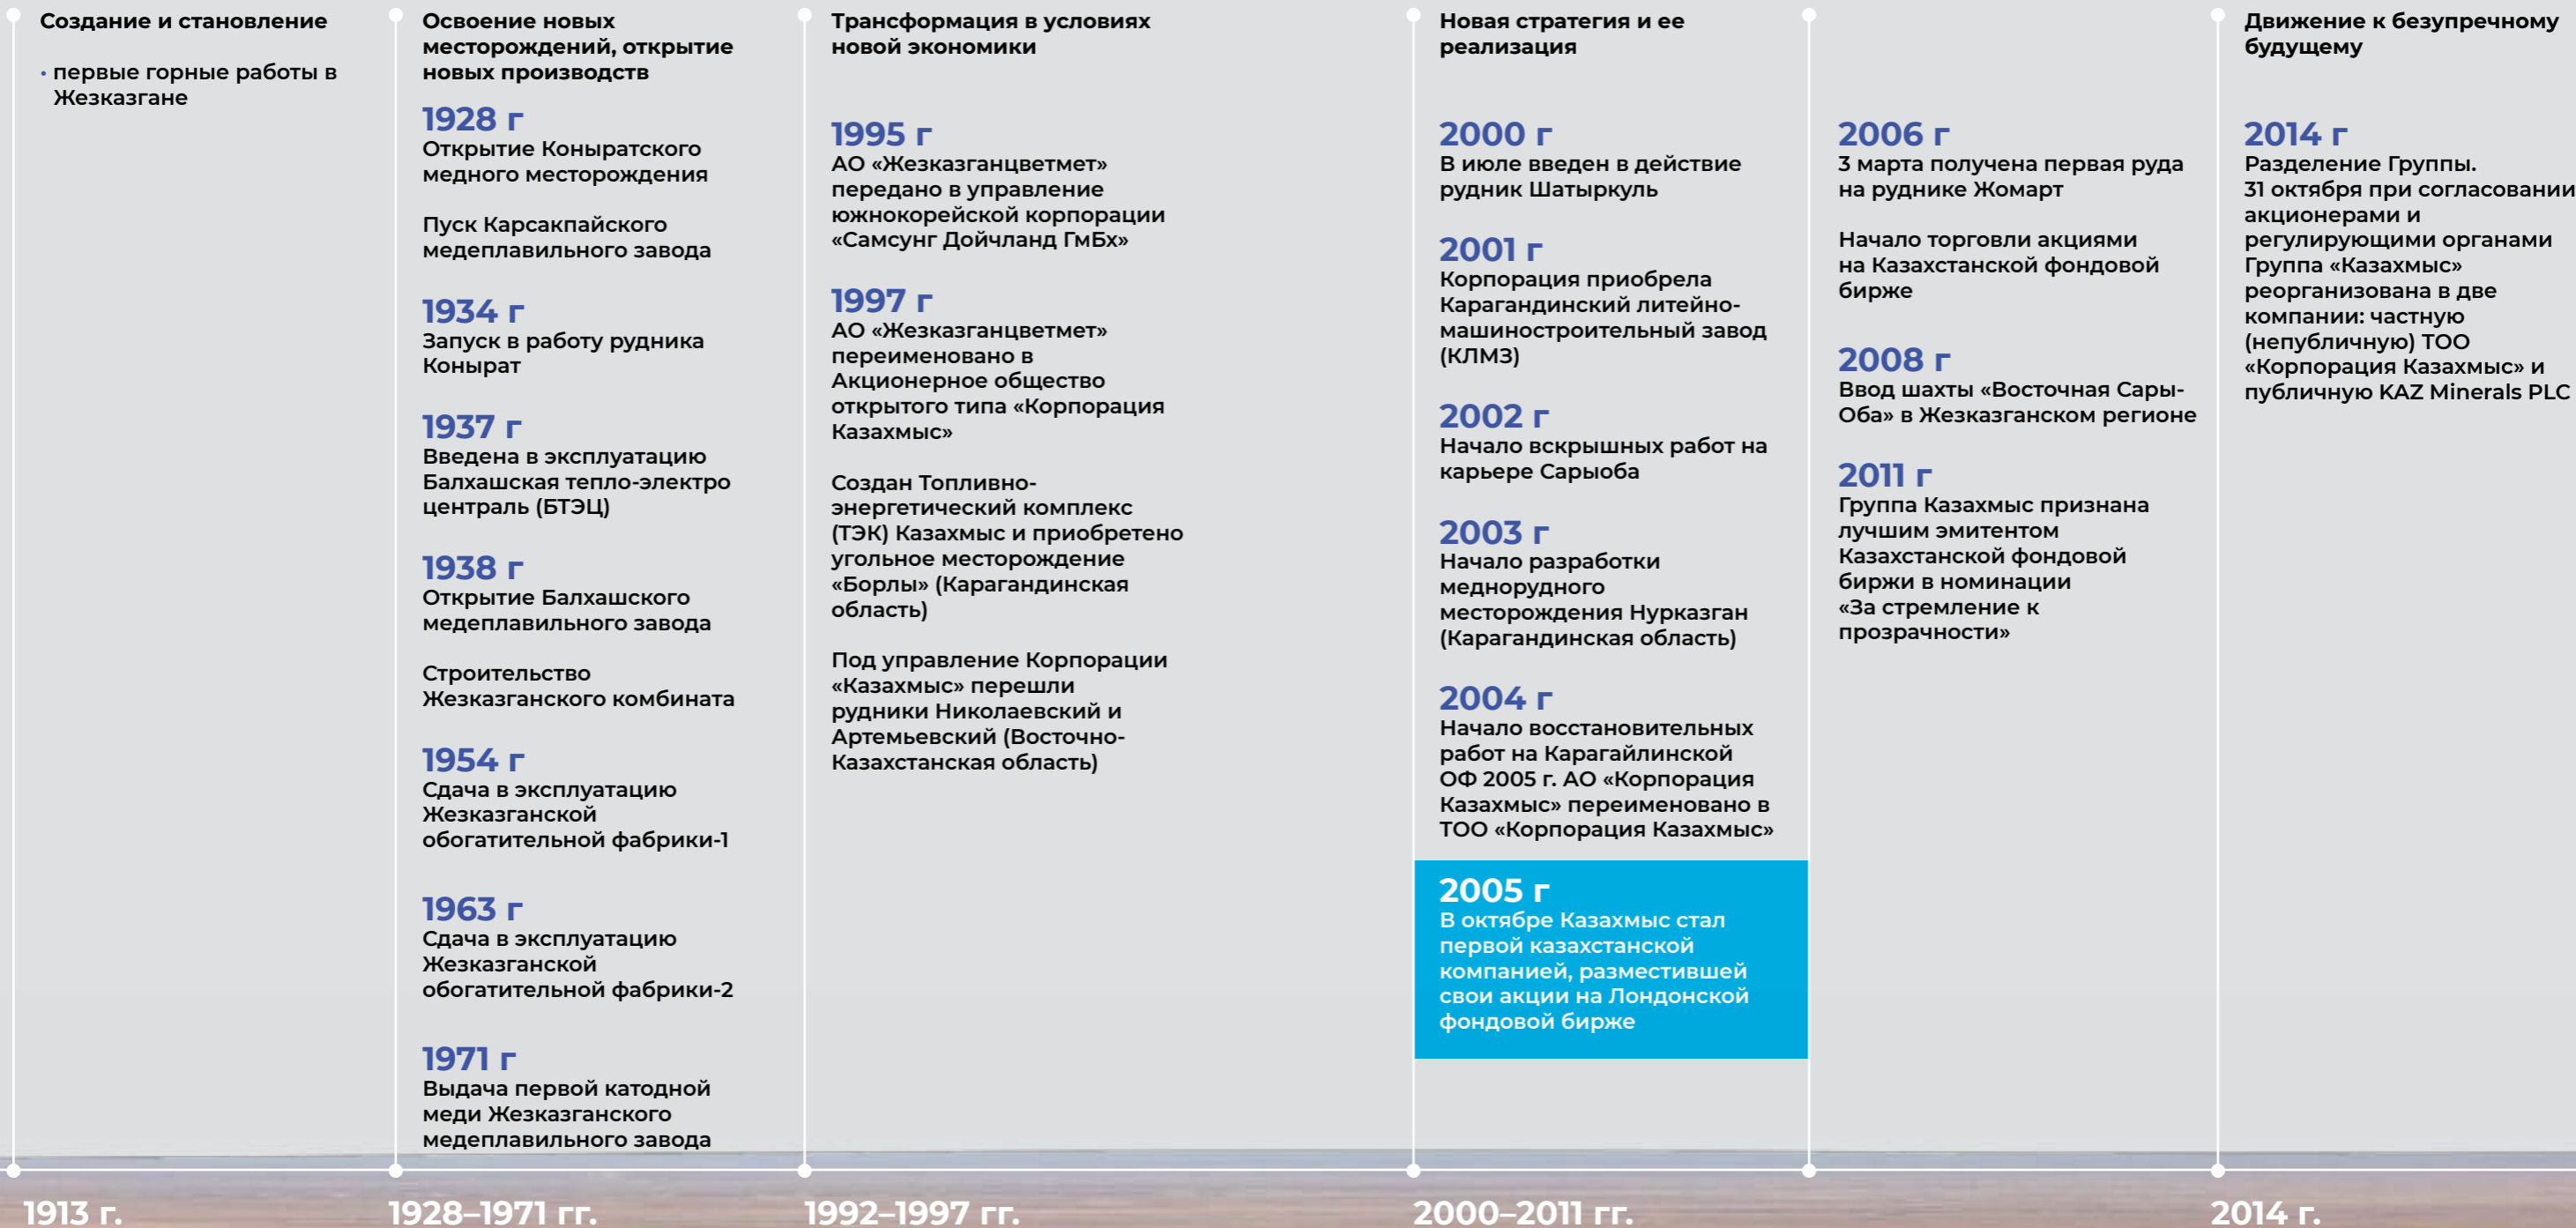 Создание и становление
• первые горные работы в
Жезказгане
1913 г.
Освоение новых
месторождений, открытие
новых производств
1928 г
Открытие Коныратского
медного месторождения
Пуск Карсакпайского
медеплавильного завода
1934 г
Запуск в работу рудника
Конырат
1937 г
Введена в эксплуатацию
Балхашская тепло-электро
централь (БТЭЦ)
1938 г
Открытие Балхашского
медеплавильного завода
Строительство
Жезказганского комбината
1954 г
Сдача в эксплуатацию
Жезказганской
обогатительной фабрики-1
1963 г
Сдача в эксплуатацию
Жезказганской
обогатительной фабрики-2
1971 г
Выдача первой катодной
меди Жезказганского
медеплавильного завода
1928–1971 гг.
Трансформация в условиях
новой экономики
1995 г
АО «Жезказганцветмет»
передано в управление
южнокорейской корпорации
«Самсунг Дойчланд ГмБх»
1997 г
АО «Жезказганцветмет»
переименовано в
Акционерное общество
открытого типа «Корпорация
Казахмыс»
Создан Топливно-
энергетический комплекс
(ТЭК) Казахмыс и приобретено
угольное месторождение
«Борлы» (Карагандинская
область)
Под управление Корпорации
«Казахмыс» перешли
рудники Николаевский и
Артемьевский (Восточно-
Казахстанская область)
1992–1997 гг.
Новая стратегия и ее
реализация
2000 г
В июле введен в действие
рудник Шатыркуль
2001 г
Корпорация приобрела
Карагандинский литейно-
машиностроительный завод
(КЛМЗ)
2002 г
Начало вскрышных работ на
карьере Сарыоба
2003 г
Начало разработки
меднорудного
месторождения Нурказган
(Карагандинская область)
2004 г
Начало восстановительных
работ на Карагайлинской
ОФ 2005 г. АО «Корпорация
Казахмыс» переименовано в
ТОО «Корпорация Казахмыс»
2005 г
В октябре Казахмыс стал
первой казахстанской
компанией, разместившей
свои акции на Лондонской
фондовой бирже
2006 г
3 марта получена первая руда
на руднике Жомарт
Начало торговли акциями
на Казахстанской фондовой
бирже
2008 г
Ввод шахты «Восточная Сары-
Оба» в Жезказганском регионе
2011 г
Группа Казахмыс признана
лучшим эмитентом
Казахстанской фондовой
биржи в номинации
«За стремление к
прозрачности»
2000–2011 гг.
Движение к безупречному
будущему
2014 г
Разделение Группы.
31 октября при согласовании
акционерами и
регулирующими органами
Группа «Казахмыс»
реорганизована в две
компании: частную
(непубличную) ТОО
«Корпорация Казахмыс» и
публичную KAZ Minerals PLC
2014 г.